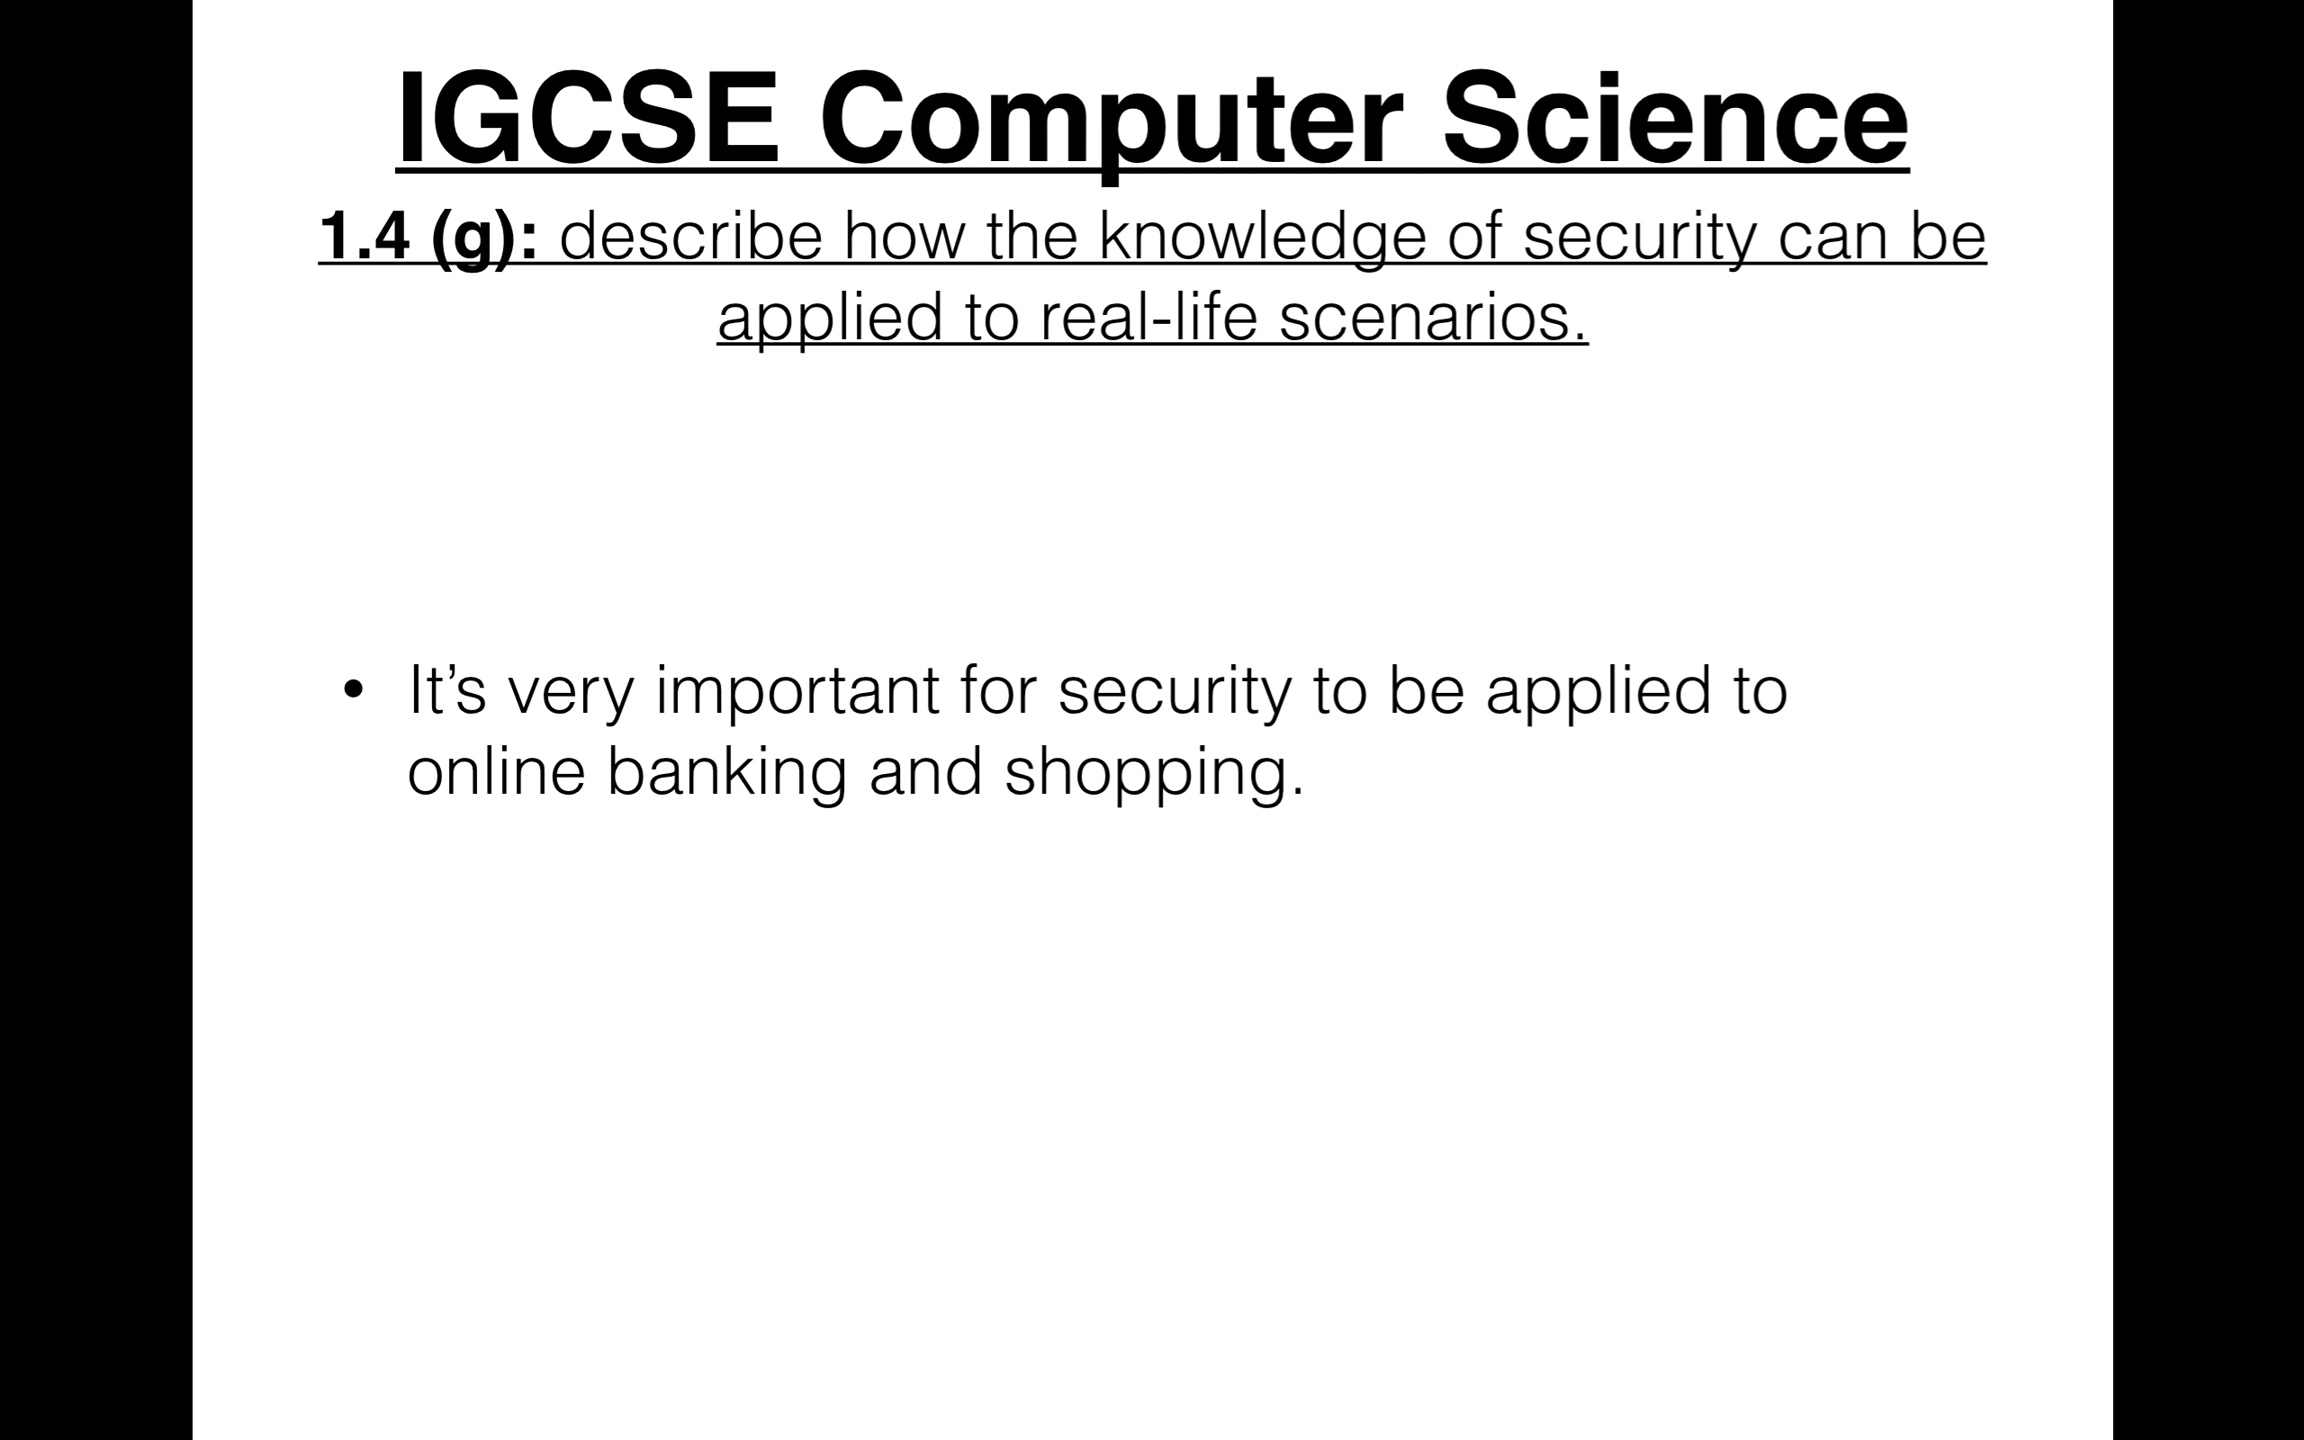 IGCSE Computer Science
1.4 (g): describe how the knowledge of security can be
applied to real-life scenarios.
• It’s very important for security to be applied to
online banking and shopping.